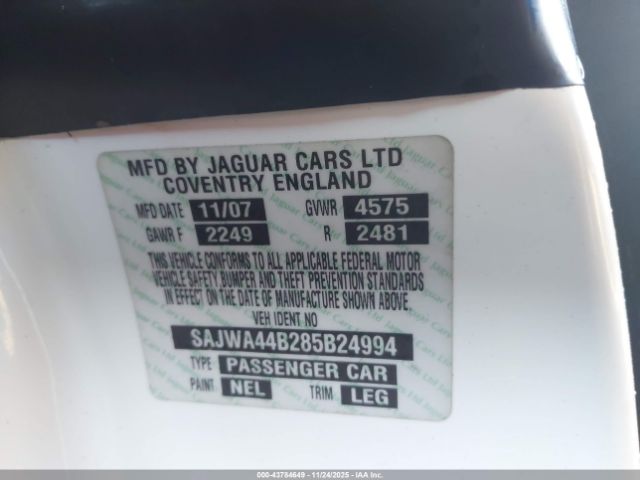 MFD BY JAGUAR CARS LTD
COVENTRY ENGLAND
MFD DATE 11/07 GVWR 4575
GAWR F 2249 R 2481
THIS VEHICLE CONFORMS TO ALL APPLICABLE FEDERAL MOTOR
VEHICLE SAFETY BUMPER AND THEFT PREVENTION STANDARDS
IN EFFECT ON THE DATE OF MANUFACTURE SHOWN ABOVE
VEH IDENT NO
SAJWA44B285B24994
TYPE PASSENGER CAR
PAINT NEL TRIM LEG
000-43784649 - 11/24/2025 - IAA Inc.